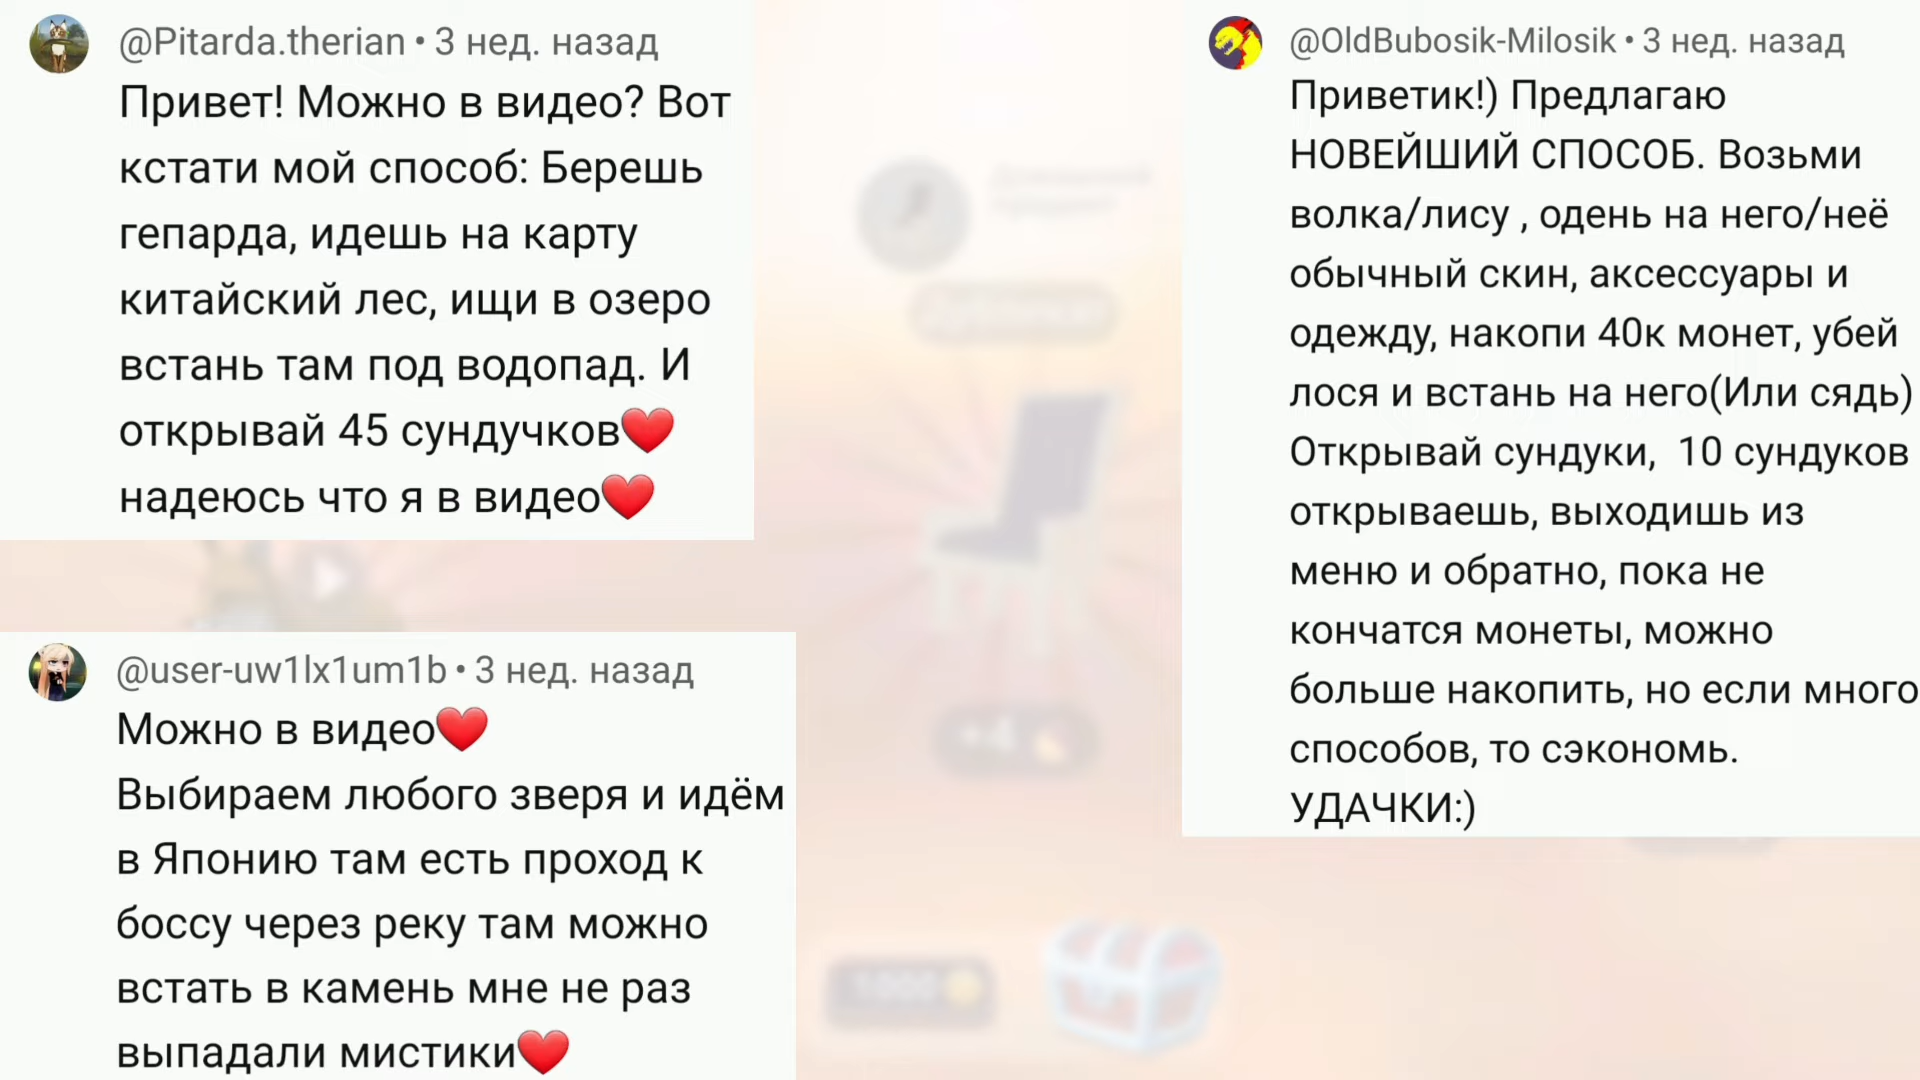 @Pitarda.therian • 3 нед. назад
Привет! Можно в видео? Вот
кстати мой способ: Берешь
гепарда, идешь на карту
китайский лес, ищи в озеро
встань там под водопад. И
открывай 45 сундучков❤️
надеюсь что я в видео❤️
@user-uw1lx1um1b • 3 нед. назад
Можно в видео❤️
Выбираем любого зверя и идём
в Японию там есть проход к
боссу через реку там можно
встать в камень мне не раз
выпадали мистики❤️
@OldBubosik-Milosik • 3 нед. назад
Приветик!) Предлагаю
НОВЕЙШИЙ СПОСОБ. Возьми
волка/лису , одень на него/неё
обычный скин, аксессуары и
одежду, накопи 40к монет, убей
лося и встань на него(Или сядь)
Открывай сундуки,  10 сундуков
открываешь, выходишь из
меню и обратно, пока не
кончатся монеты, можно
больше накопить, но если много
способов, то сэкономь.
УДАЧКИ:)
+4
1000